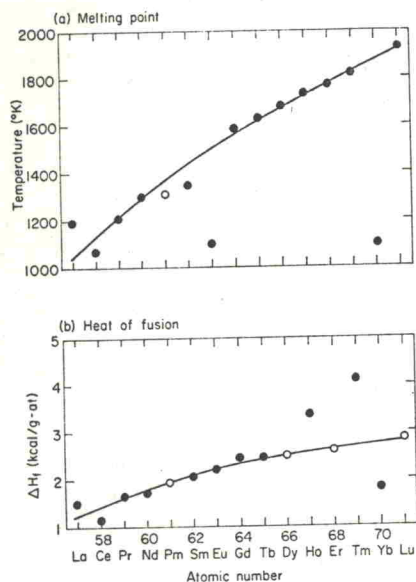 (a) Melting point
2000
1800
1600
1400
1200
1000
Temperature (°K)
(b) Heat of fusion
5
4
3
2
1
ΔHf (kcal/g-at)
58 60 62 64 66 68 70
La Ce Pr Nd Pm Sm Eu Gd Tb Dy Ho Er Tm Yb Lu
Atomic number